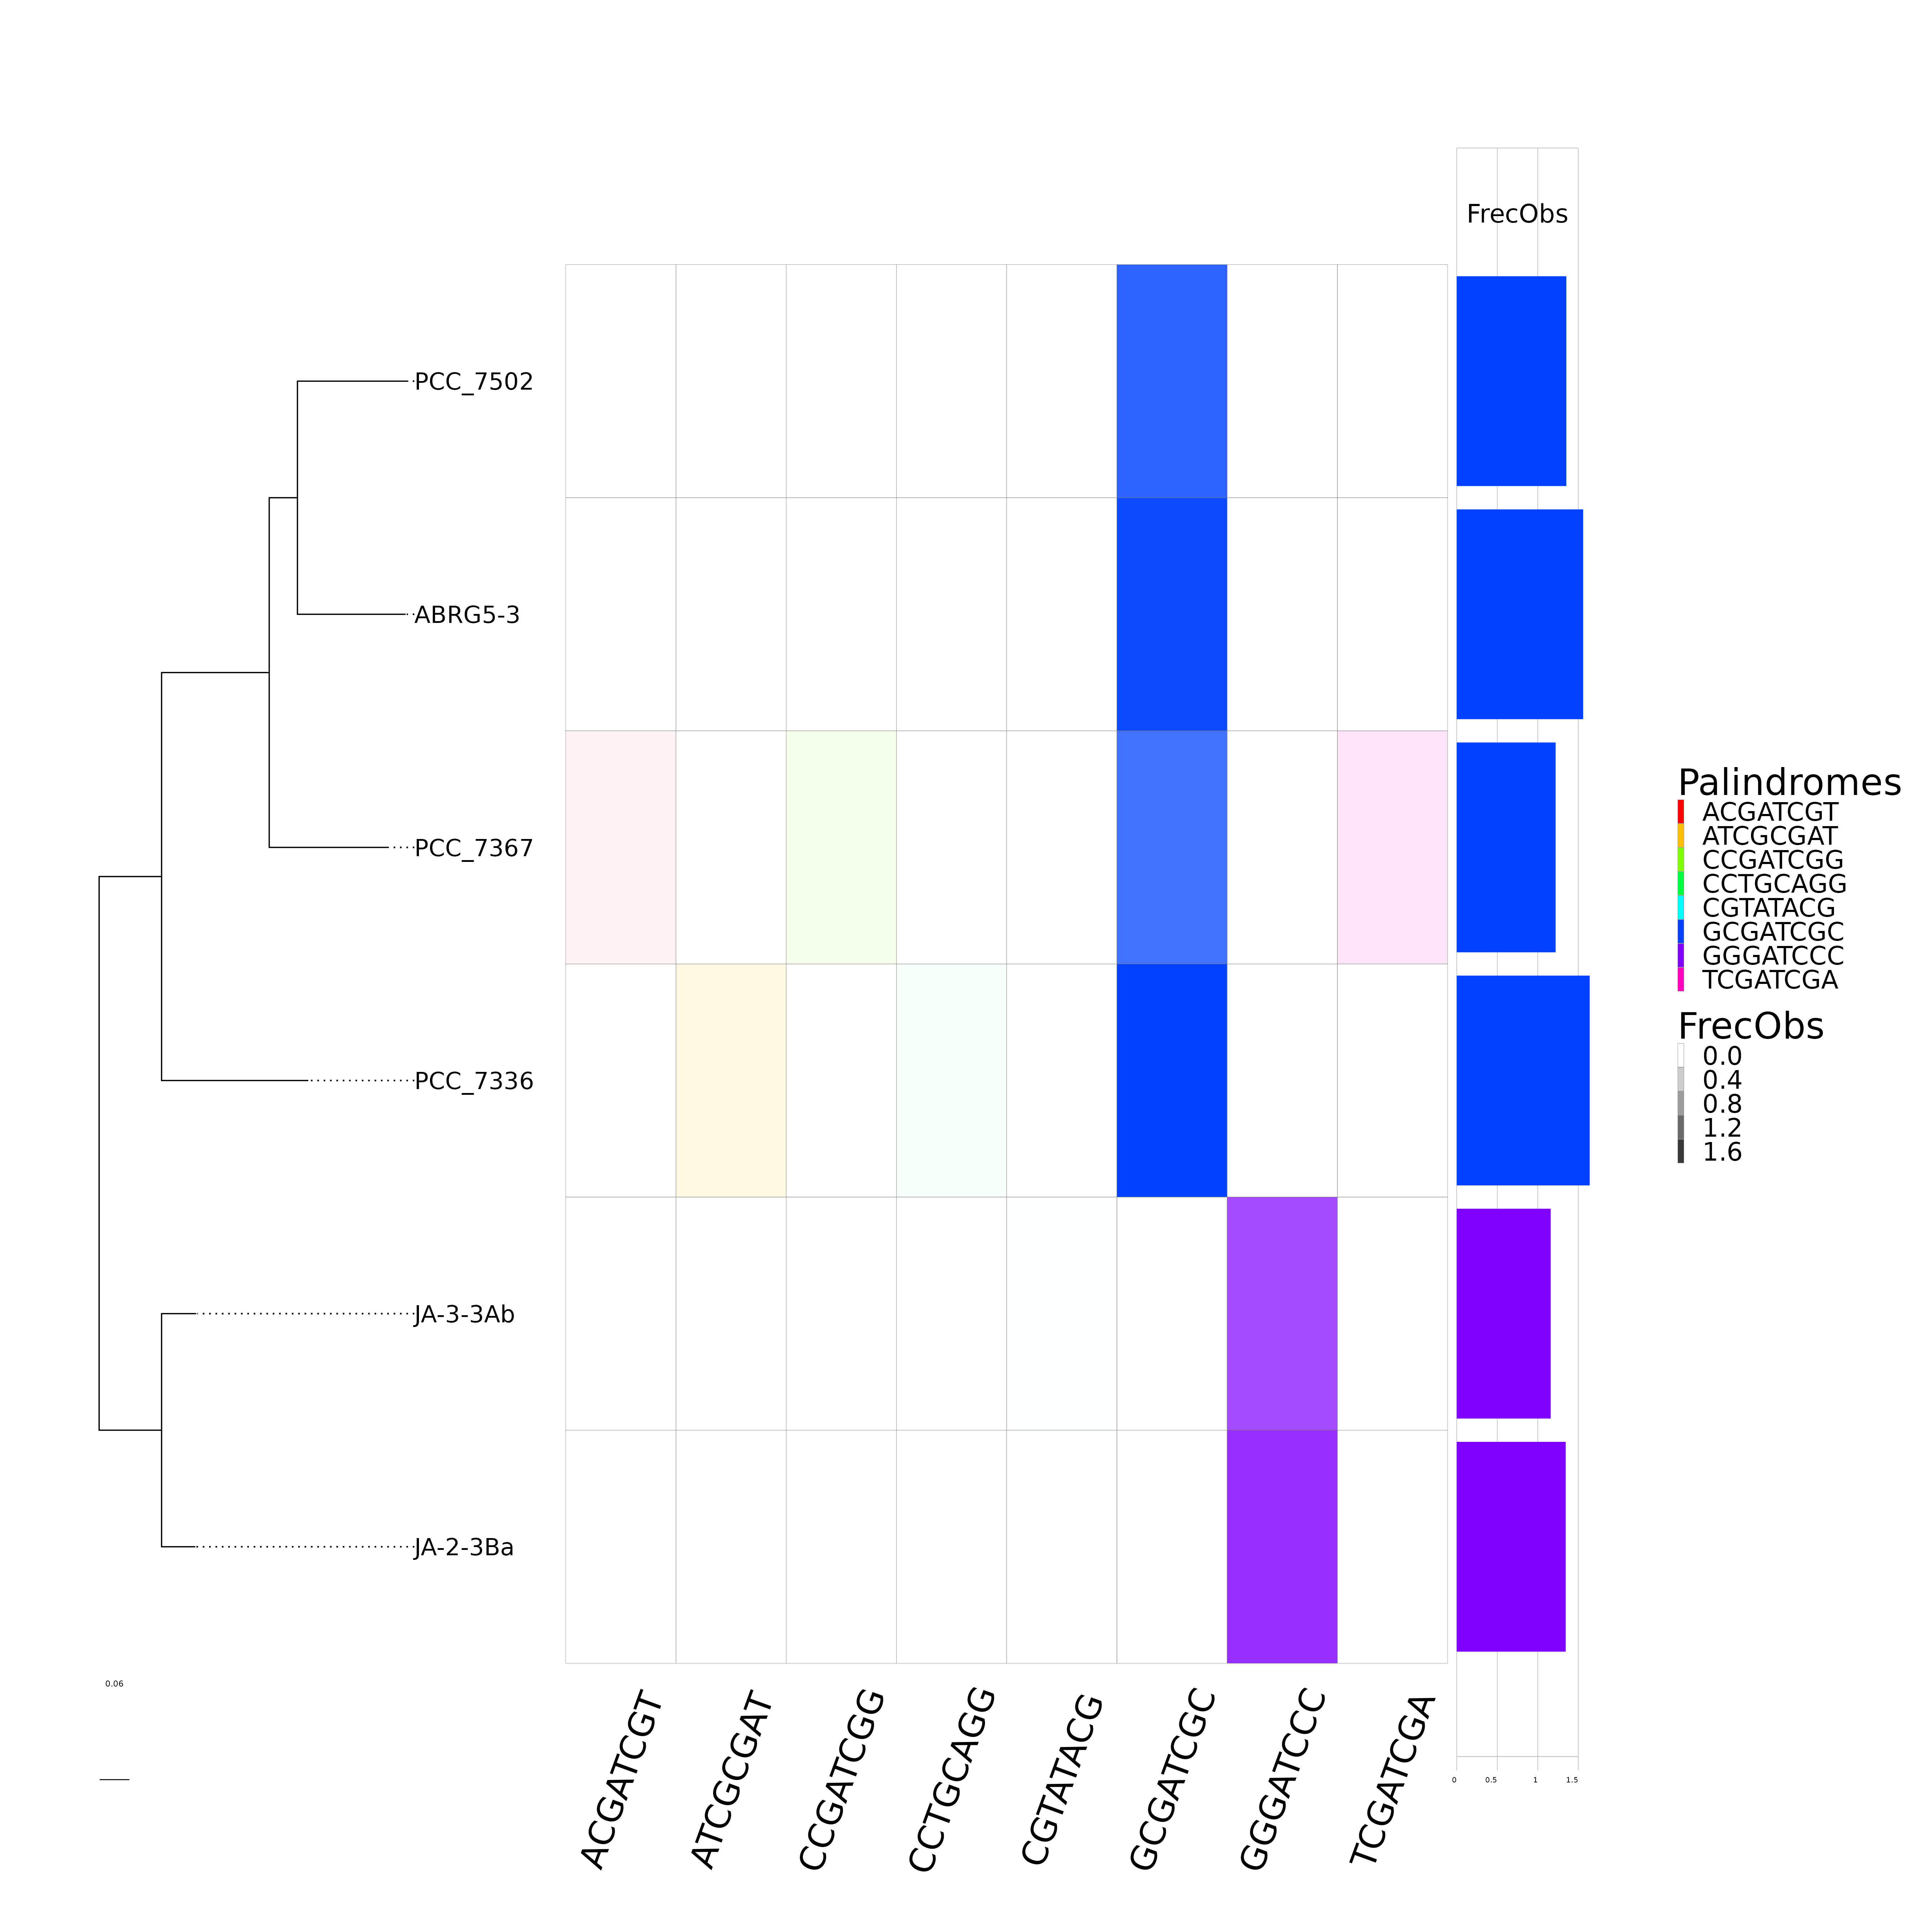 FrecObs
PCC_7502
ABRG5-3
PCC_7367
PCC_7336
JA-3-3Ab
JA-2-3Ba
Palindromes
ACGATCGT
ATCGCGAT
CCGATCGG
CCTGCAGG
CGTATACG
GCGATCGC
GGGATCCC
TCGATCGA
FrecObs
0.0
0.4
0.8
1.2
1.6
0.06
ACGATCGT
ATCGCGAT
CCGATCGG
CCTGCAGG
CGTATACG
GCGATCGC
GGGATCCC
TCGATCGA
0 0.5 1 1.5